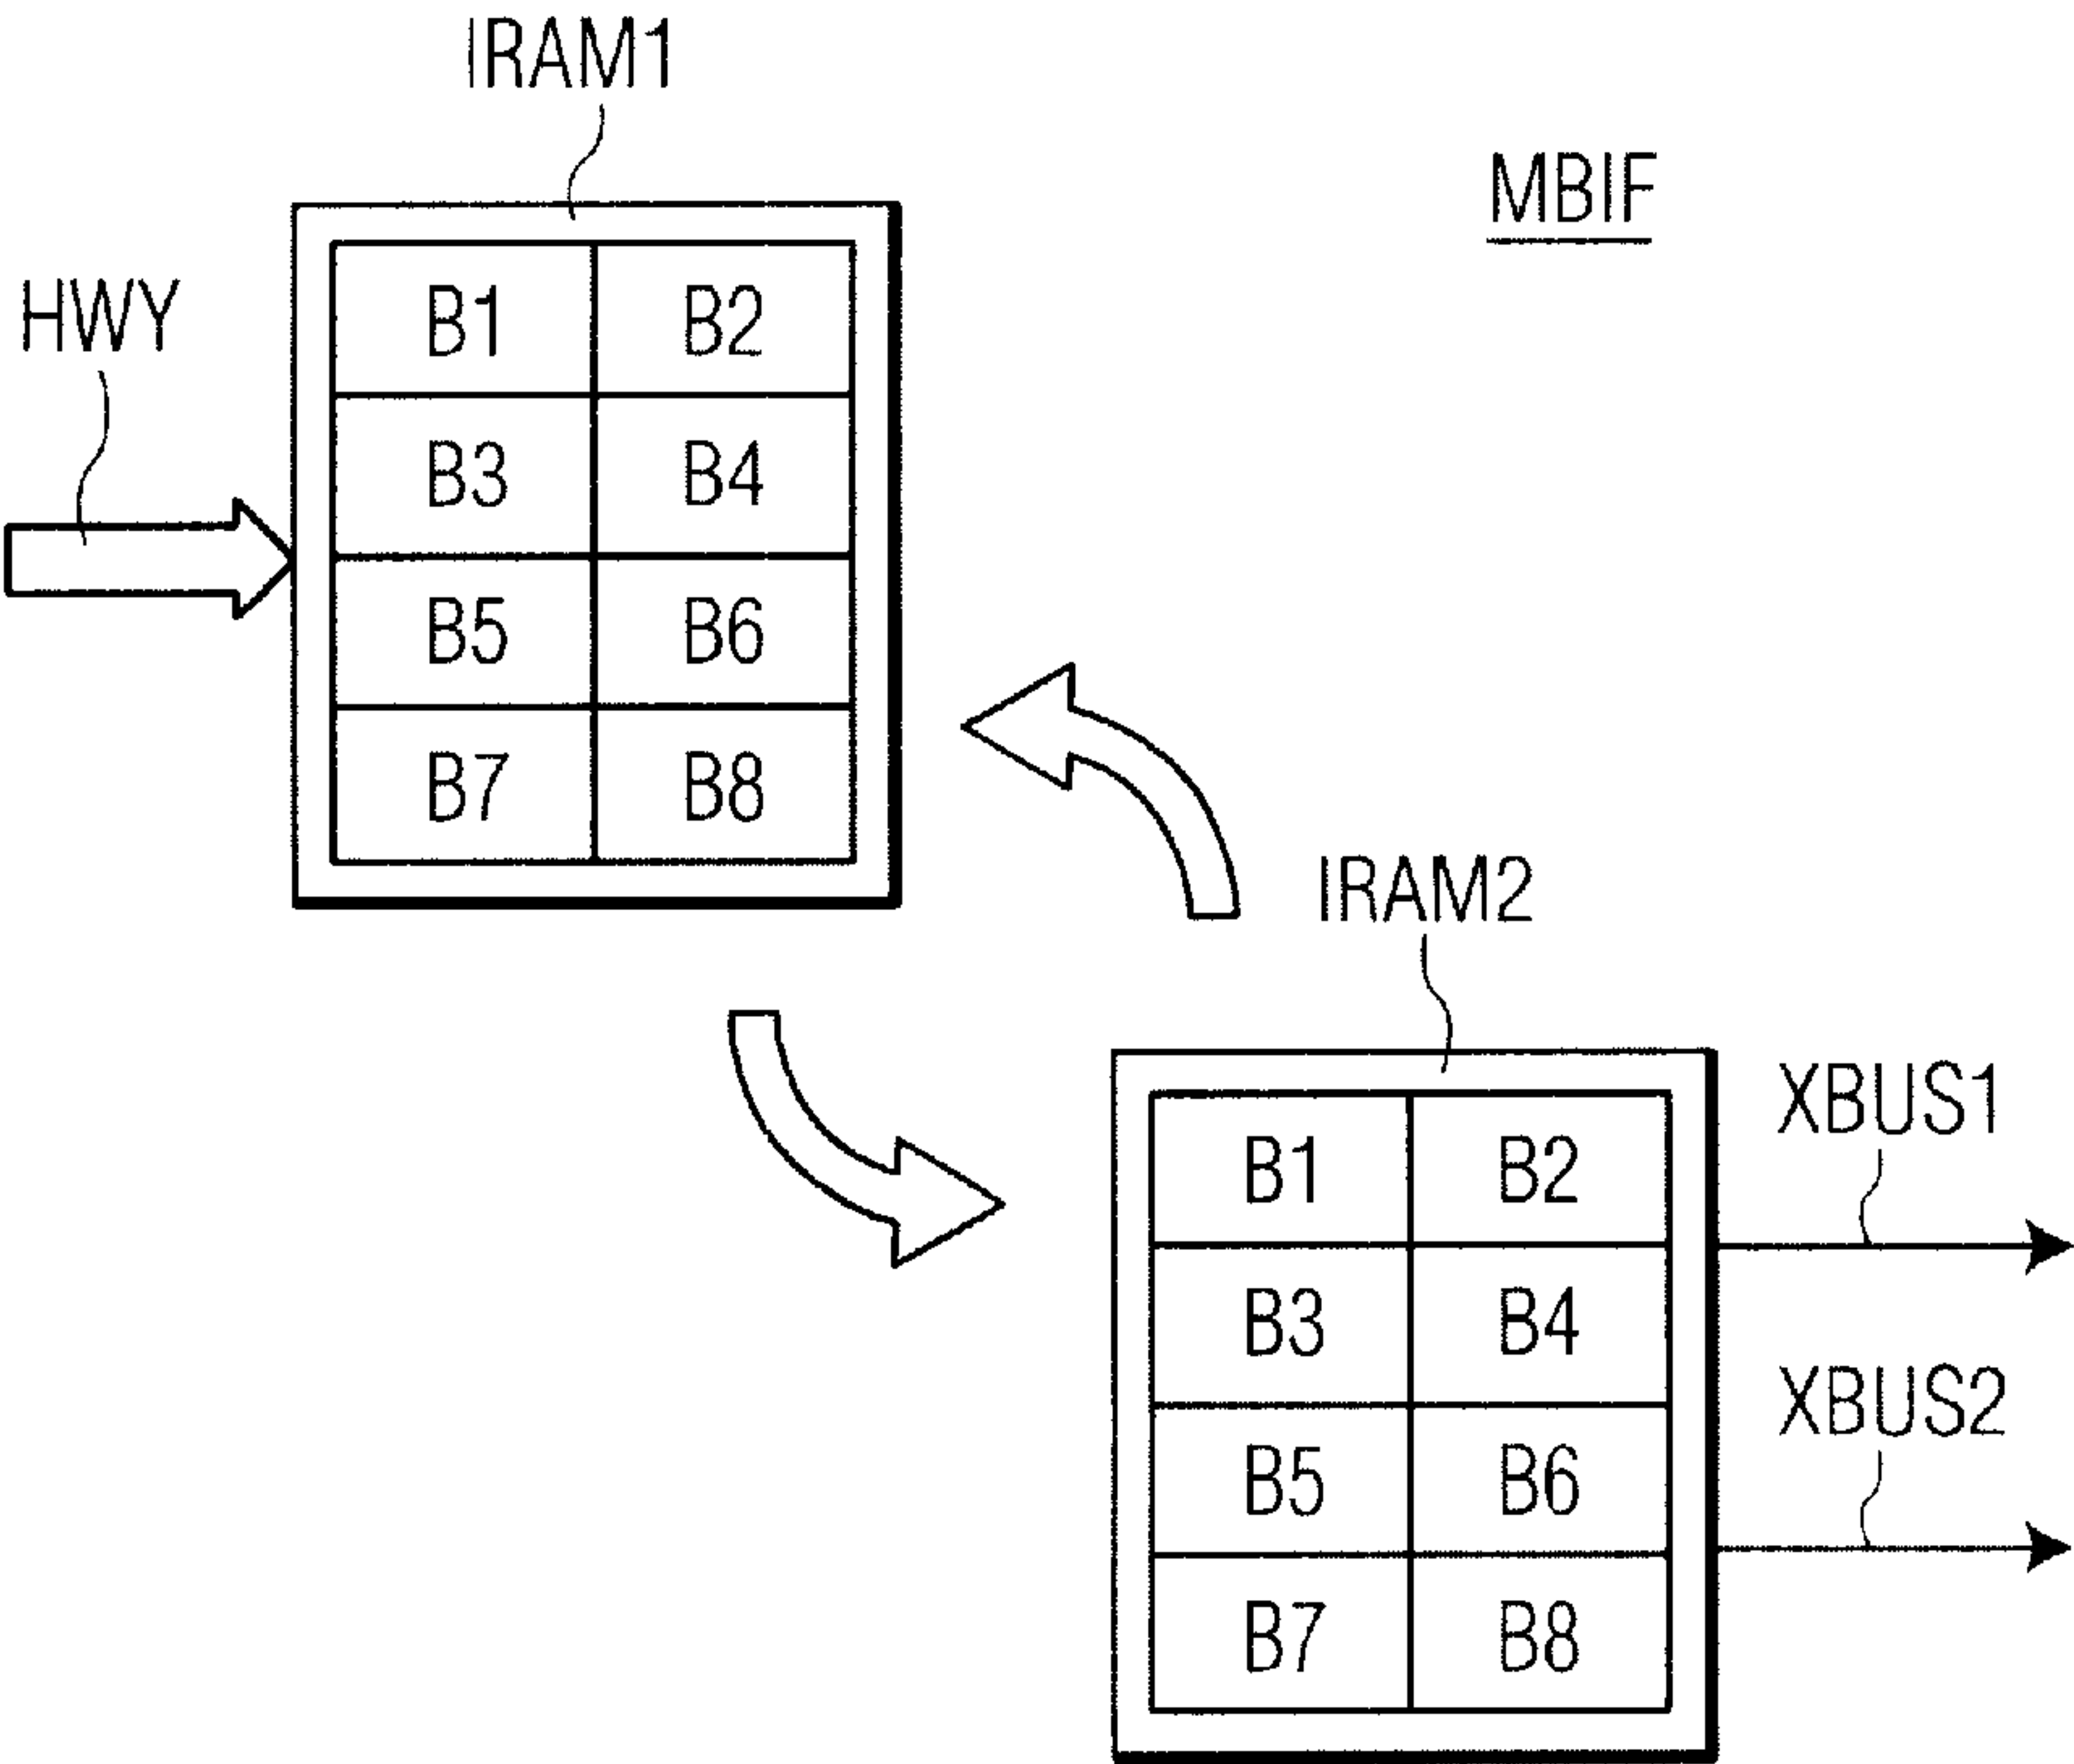 IRAM1
MBIF
HWY
B1 B2
B3 B4
B5 B6
B7 B8
IRAM2
XBUS1
B1 B2
B3 B4
XBUS2
B5 B6
B7 B8